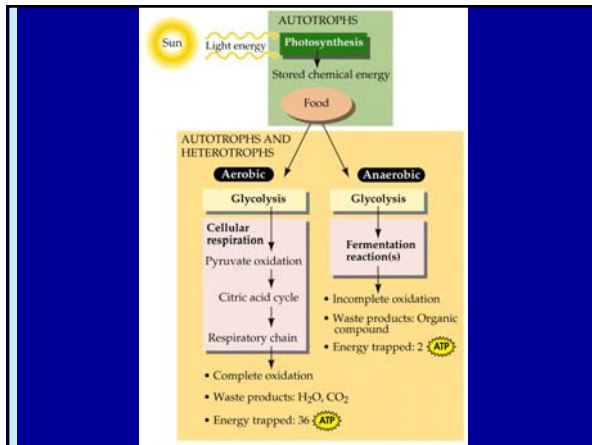 AUTOTROPHS
Sun
Light energy
Photosynthesis
Stored chemical energy
Food
AUTOTROPHS AND
HETEROTROPHS
Aerobic
Glycolysis
Cellular
respiration
Pyruvate oxidation
Citric acid cycle
Respiratory chain
• Complete oxidation
• Waste products: H₂O, CO₂
• Energy trapped: 36 ATP
Anaerobic
Glycolysis
Fermentation
reaction(s)
• Incomplete oxidation
• Waste products: Organic
compound
• Energy trapped: 2 ATP